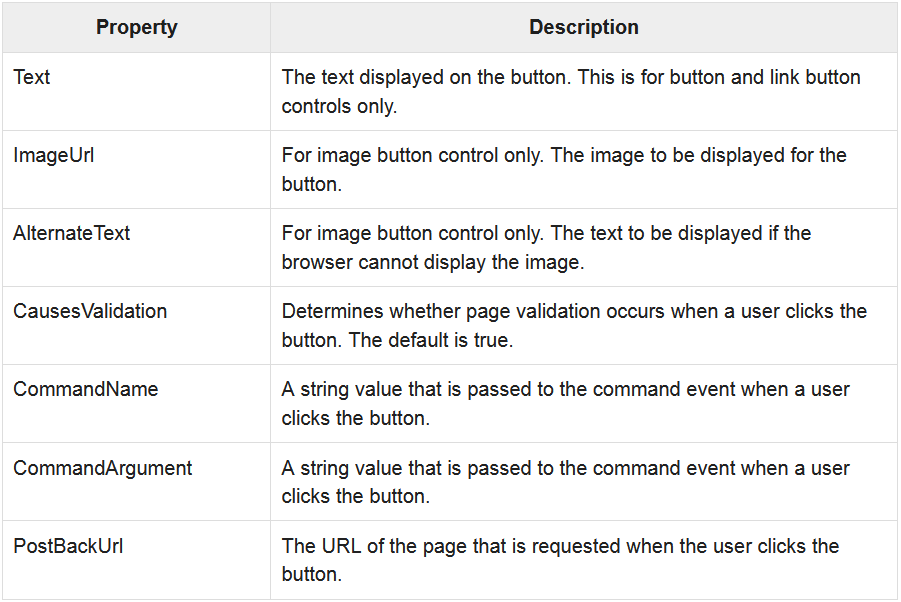 Property Description
Text The text displayed on the button. This is for button and link button
controls only.
ImageUrl For image button control only. The image to be displayed for the
button.
AlternateText For image button control only. The text to be displayed if the
browser cannot display the image.
CausesValidation Determines whether page validation occurs when a user clicks the
button. The default is true.
CommandName A string value that is passed to the command event when a user
clicks the button.
CommandArgument A string value that is passed to the command event when a user
clicks the button.
PostBackUrl The URL of the page that is requested when the user clicks the
button.